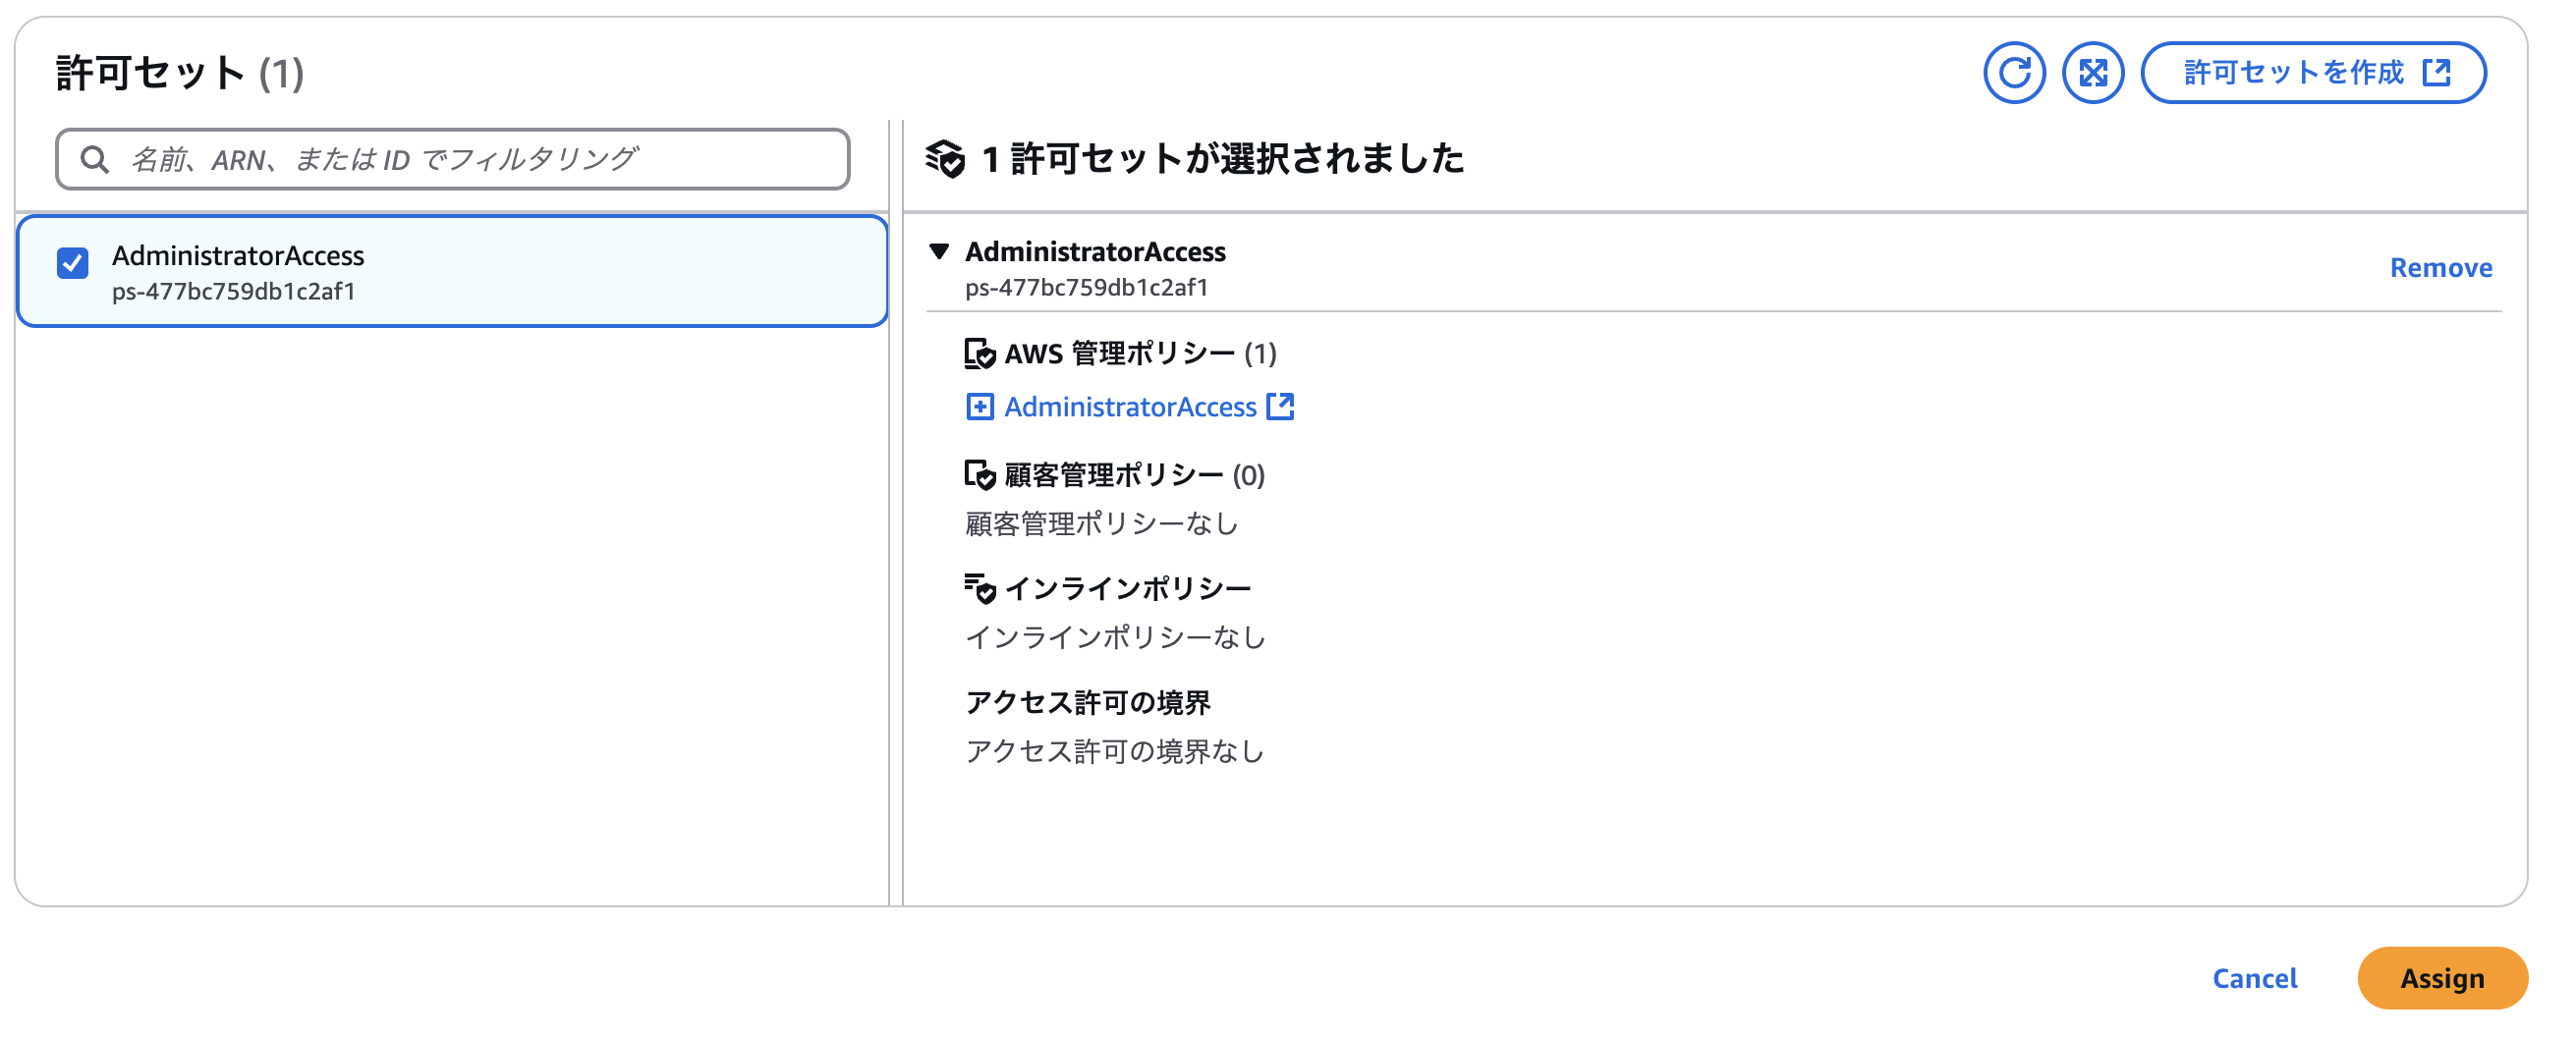 許可セット (1)
許可セットを作成
名前、ARN、または ID でフィルタリング
AdministratorAccess
ps-477bc759db1c2af1
1 許可セットが選択されました
AdministratorAccess
ps-477bc759db1c2af1
Remove
AWS 管理ポリシー (1)
AdministratorAccess
顧客管理ポリシー (0)
顧客管理ポリシーなし
インラインポリシー
インラインポリシーなし
アクセス許可の境界
アクセス許可の境界なし
Cancel
Assign